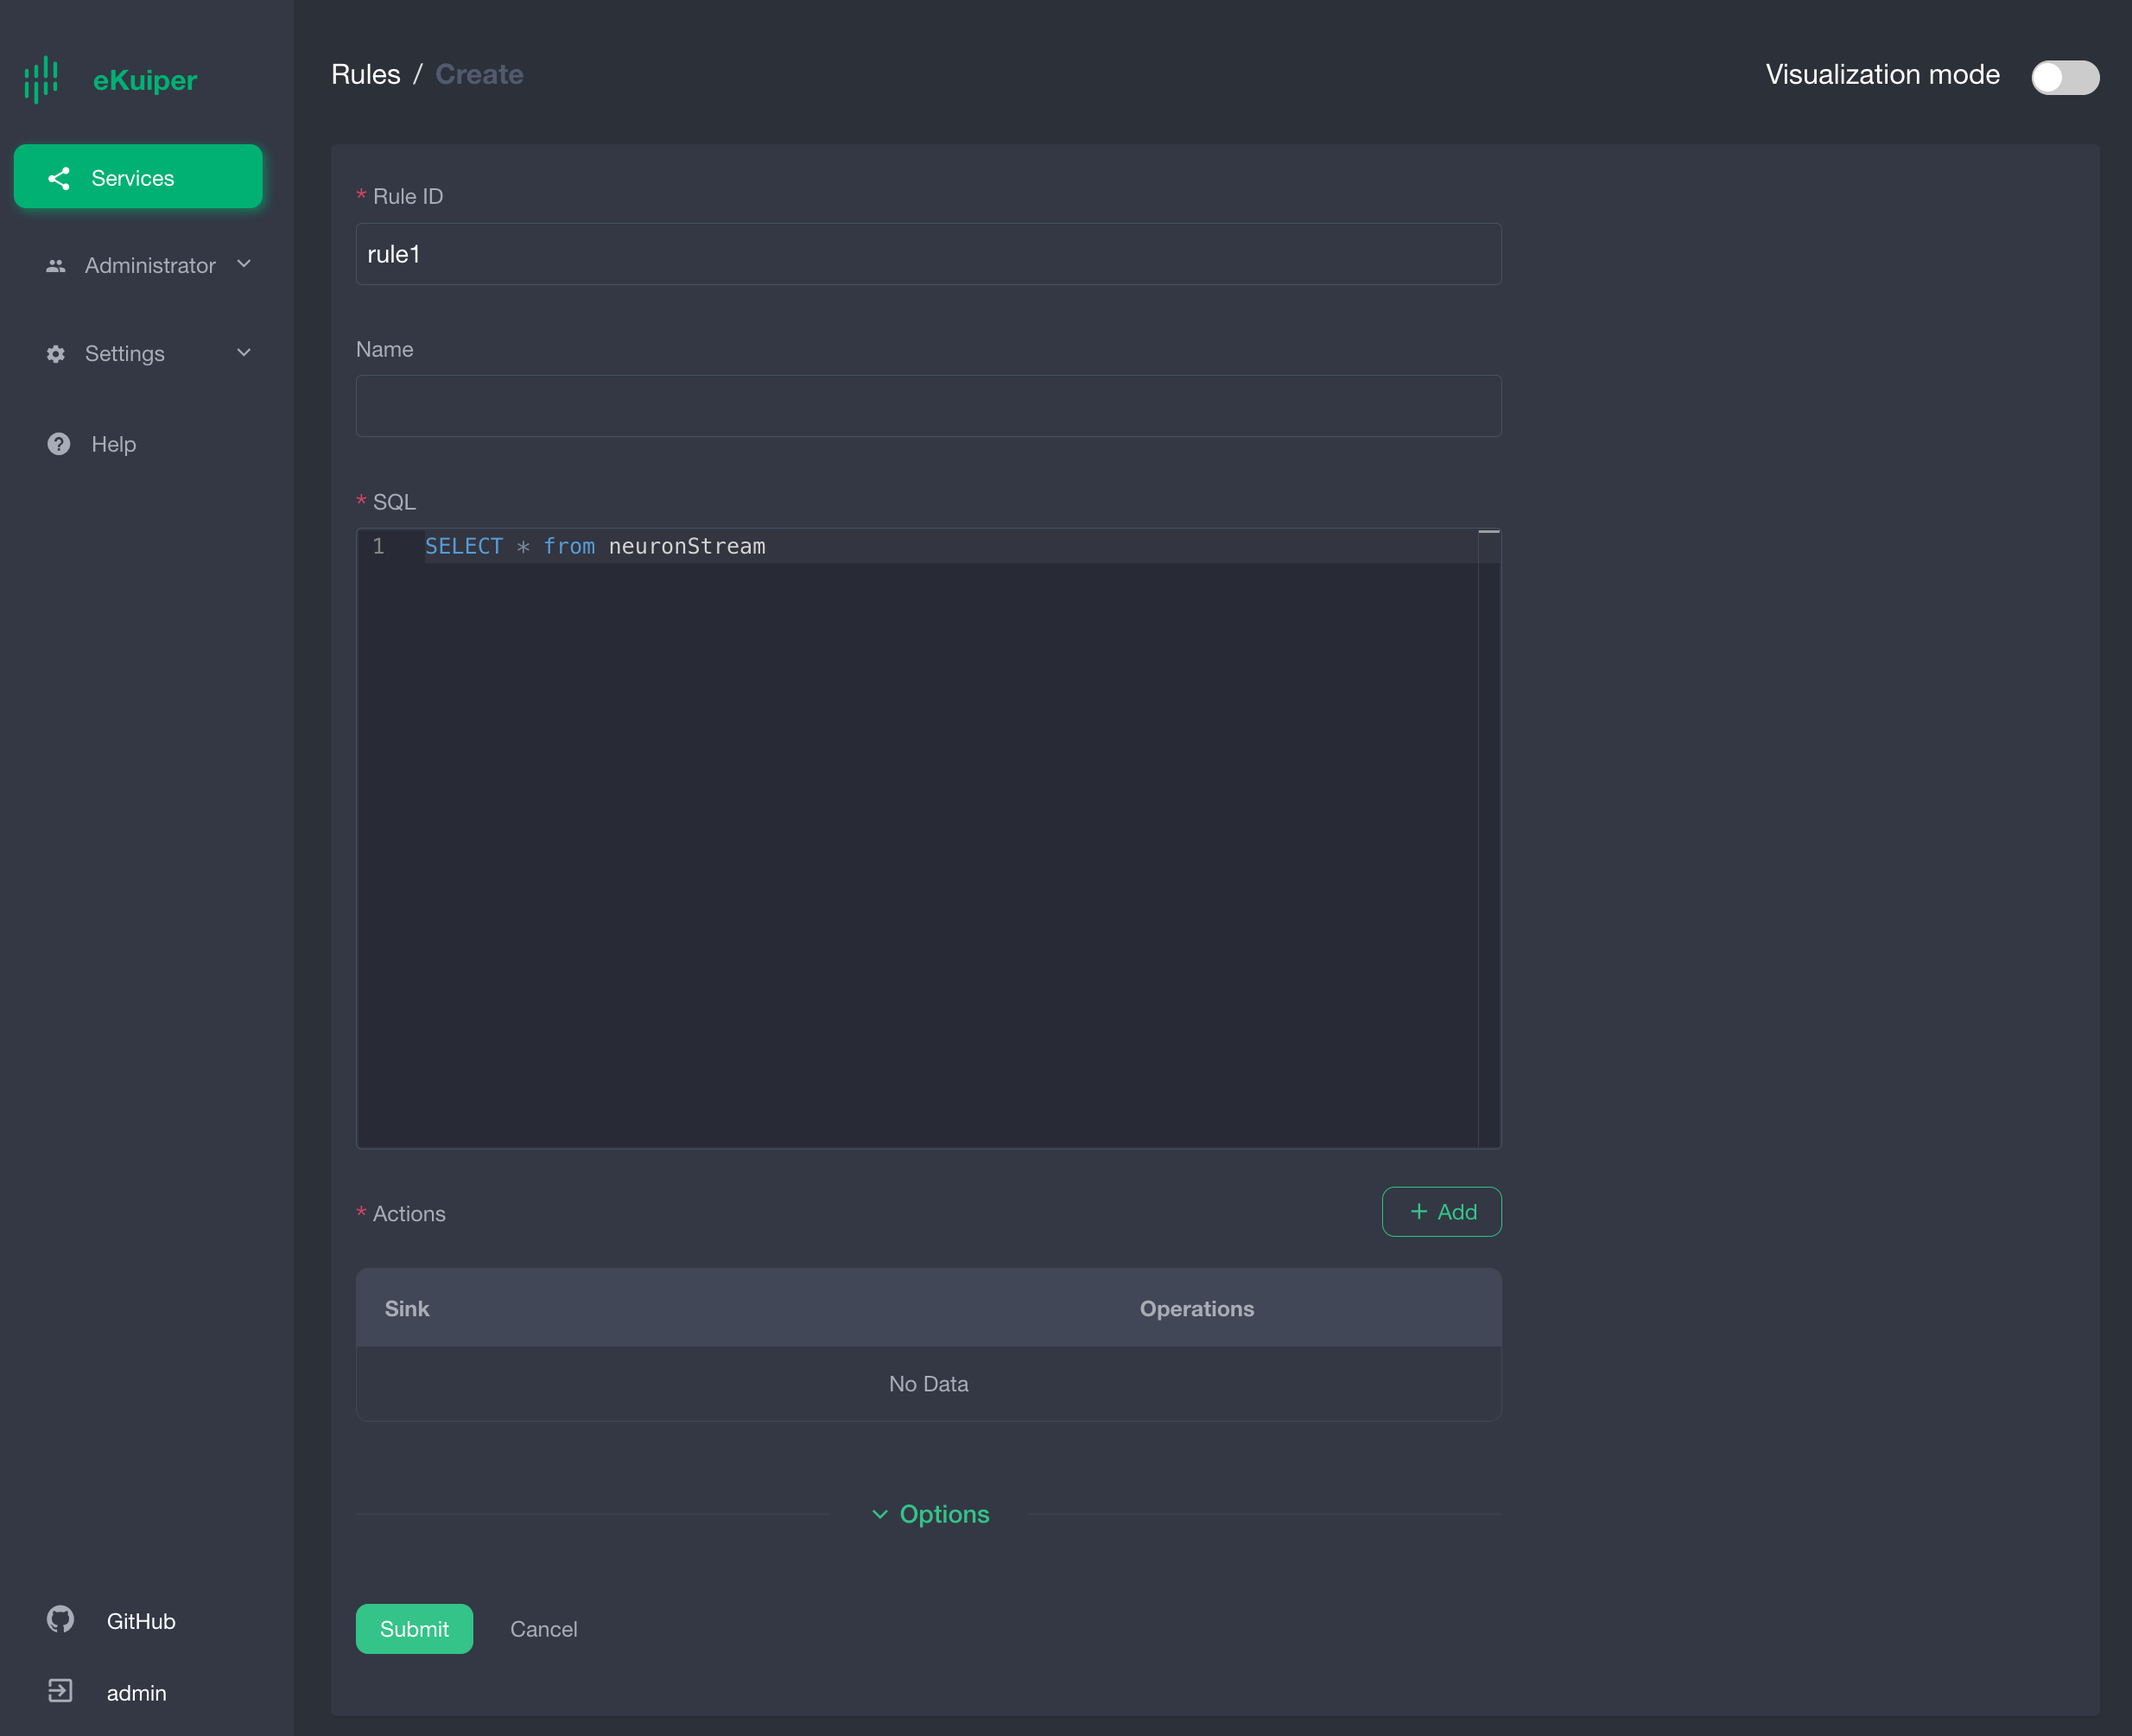 eKuiper
Services
Administrator
Settings
Help
GitHub
admin
Rules / Create
Visualization mode
* Rule ID
rule1
Name
* SQL
1 SELECT * from neuronStream
* Actions
+ Add
Sink Operations
No Data
Options
Submit Cancel